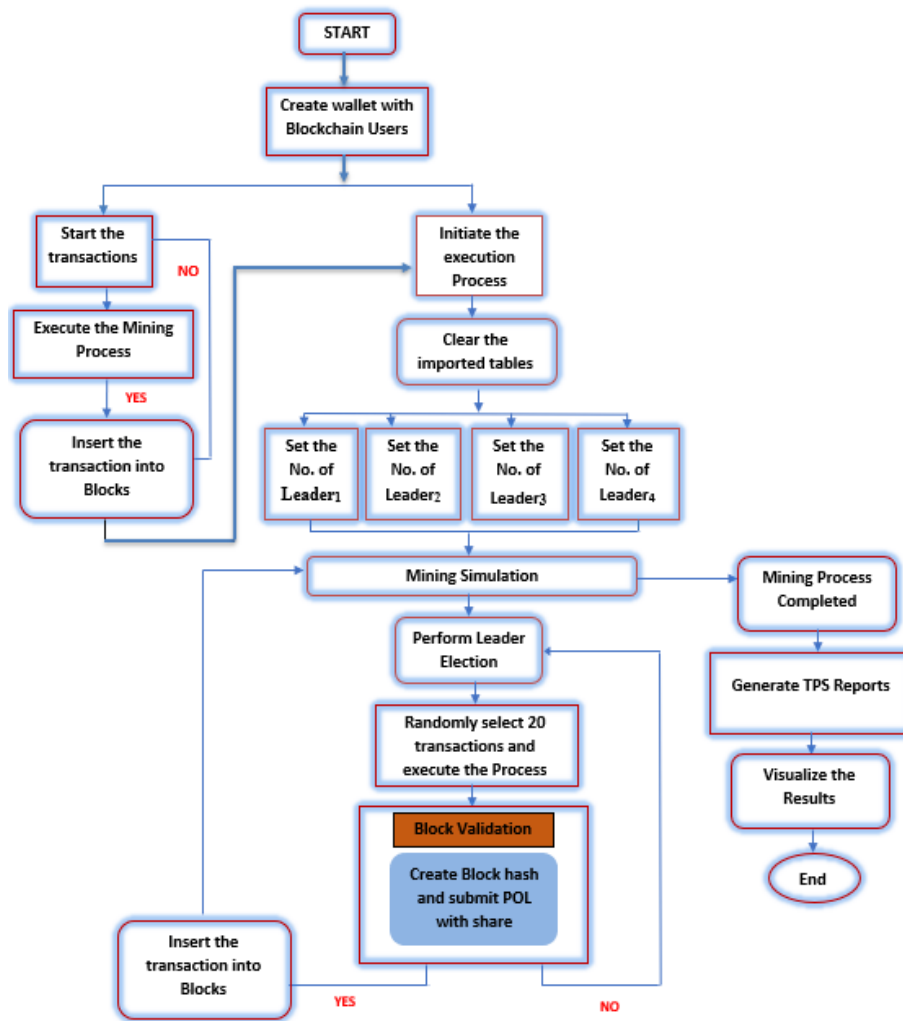 START
Create wallet with
Blockchain Users
Start the
transactions
NO
Initiate the
execution
Process
Execute the Mining
Process
Clear the
imported tables
YES
Insert the
transaction into
Blocks
Set the
No. of
Leader₁
Set the
No. of
Leader₂
Set the
No. of
Leader₃
Set the
No. of
Leader₄
Mining Simulation
Mining Process
Completed
Perform Leader
Election
Generate TPS Reports
Randomly select 20
transactions and
execute the Process
Visualize the
Results
Block Validation
Create Block hash
and submit POL
with share
End
Insert the
transaction into
Blocks
YES
NO